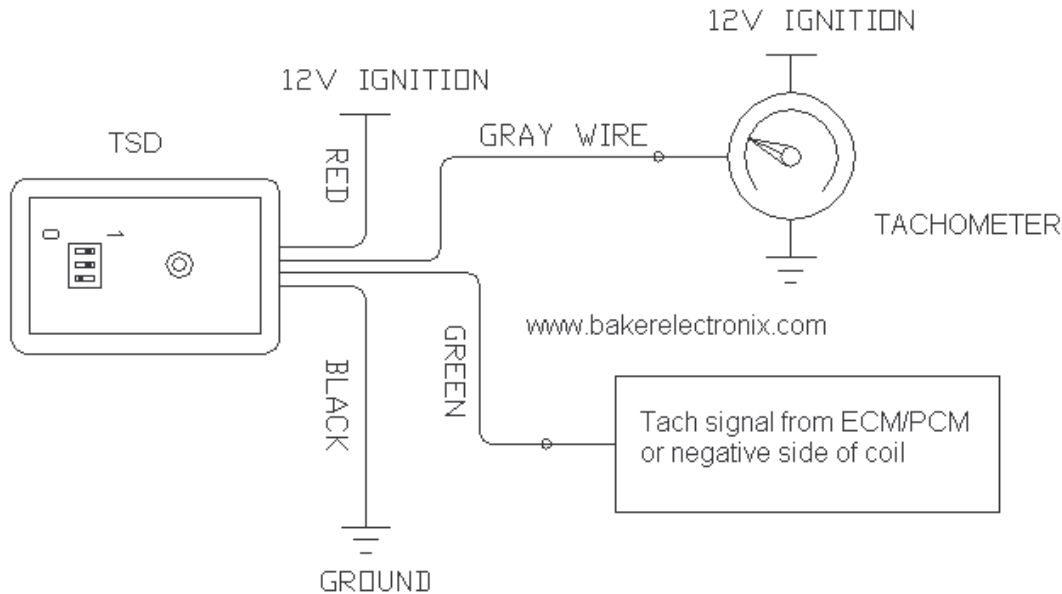 12V IGNITION
12V IGNITION
TSD
RED
GRAY WIRE
TACHOMETER
0 1
www.bakerelectronix.com
BLACK
GREEN
Tach signal from ECM/PCM
or negative side of coil
GROUND